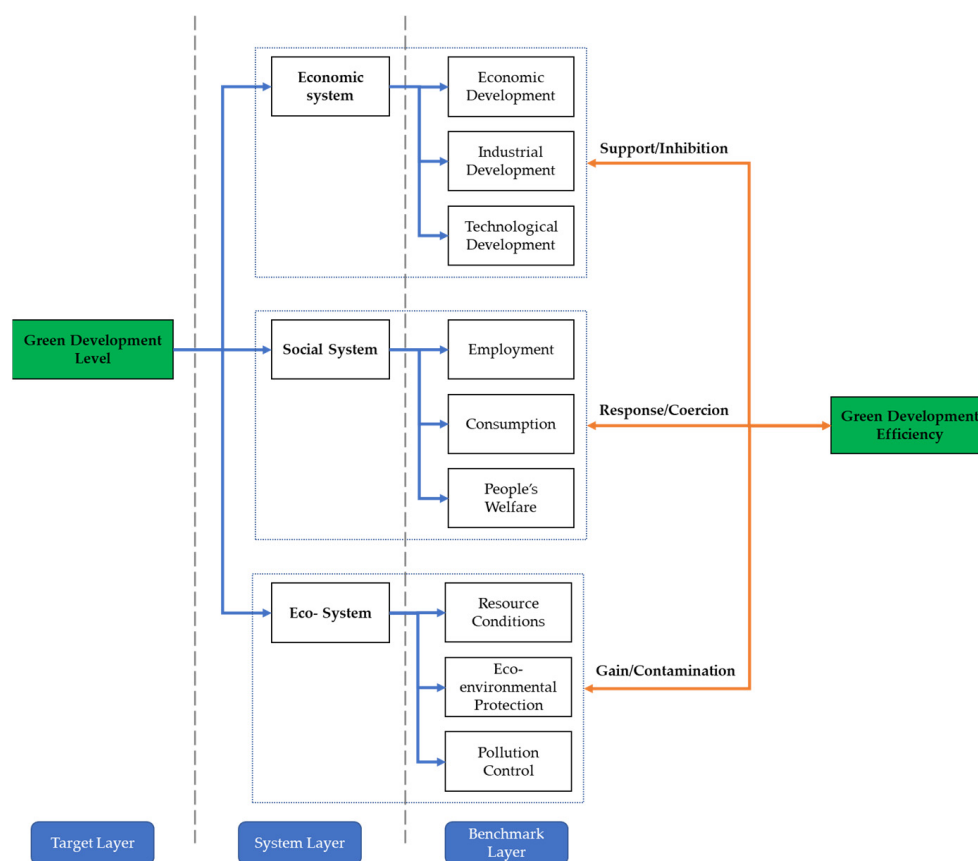 Economic
system
Economic
Development
Industrial
Development
Technological
Development
Support/Inhibition
Green Development
Level
Social System
Employment
Consumption
People's
Welfare
Response/Coercion
Green Development
Efficiency
Eco- System
Resource
Conditions
Eco-
environmental
Protection
Pollution
Control
Gain/Contamination
Target Layer
System Layer
Benchmark
Layer